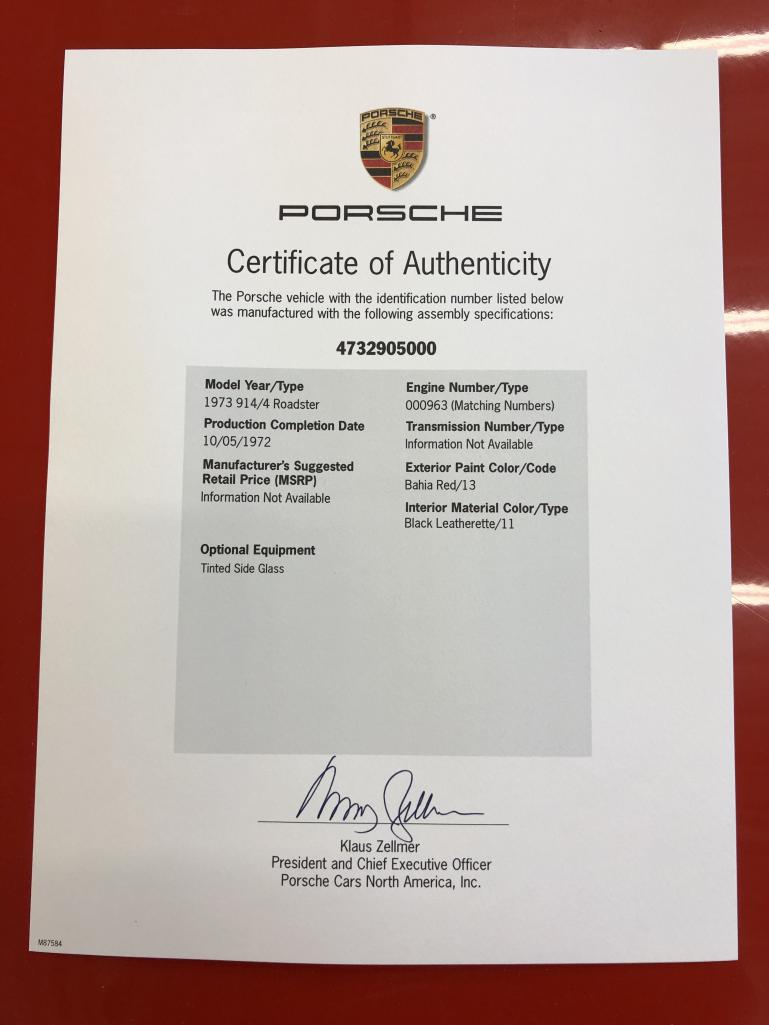 PORSCHE
STUTTGART
®
PORSCHE
Certificate of Authenticity
The Porsche vehicle with the identification number listed below
was manufactured with the following assembly specifications:
4732905000
Model Year/Type
1973 914/4 Roadster
Production Completion Date
10/05/1972
Manufacturer's Suggested
Retail Price (MSRP)
Information Not Available
Engine Number/Type
000963 (Matching Numbers)
Transmission Number/Type
Information Not Available
Exterior Paint Color/Code
Bahia Red/13
Interior Material Color/Type
Black Leatherette/11
Optional Equipment
Tinted Side Glass
Klaus Zellmer
President and Chief Executive Officer
Porsche Cars North America, Inc.
M87584